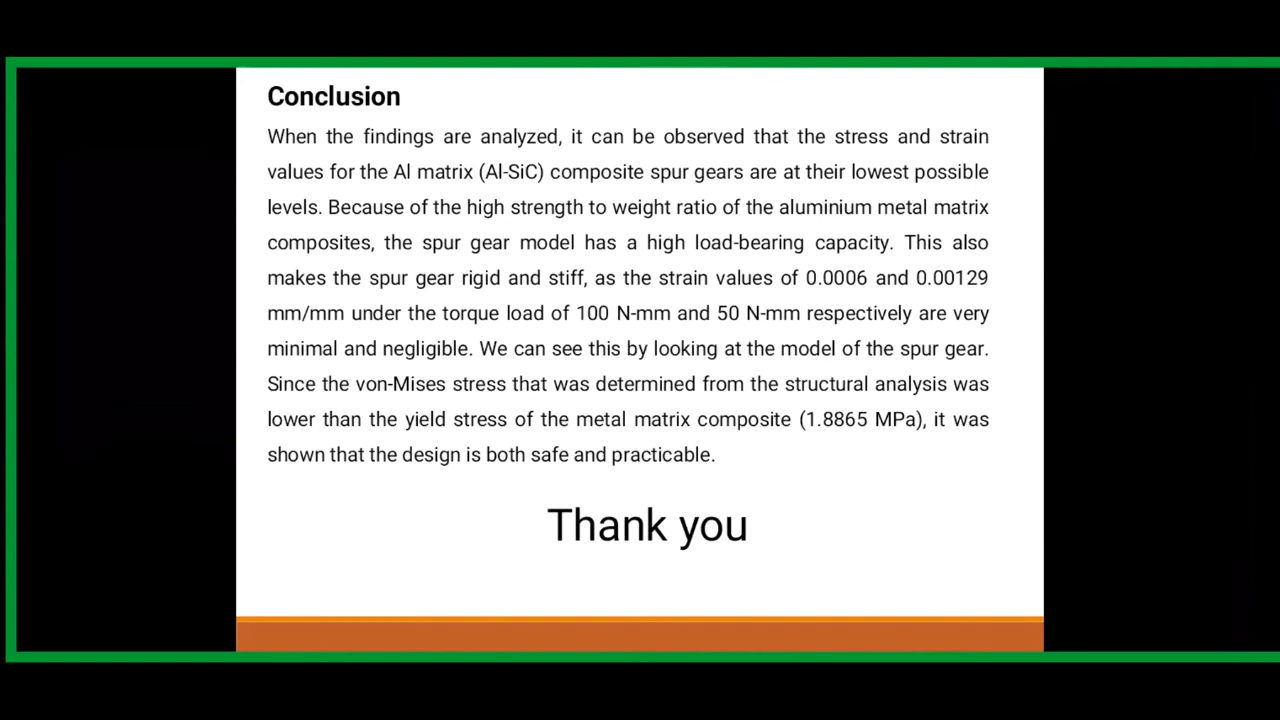 Conclusion
When the findings are analyzed, it can be observed that the stress and strain
values for the Al matrix (Al-SiC) composite spur gears are at their lowest possible
levels. Because of the high strength to weight ratio of the aluminium metal matrix
composites, the spur gear model has a high load-bearing capacity. This also
makes the spur gear rigid and stiff, as the strain values of 0.0006 and 0.00129
mm/mm under the torque load of 100 N-mm and 50 N-mm respectively are very
minimal and negligible. We can see this by looking at the model of the spur gear.
Since the von-Mises stress that was determined from the structural analysis was
lower than the yield stress of the metal matrix composite (1.8865 MPa), it was
shown that the design is both safe and practicable.
Thank you